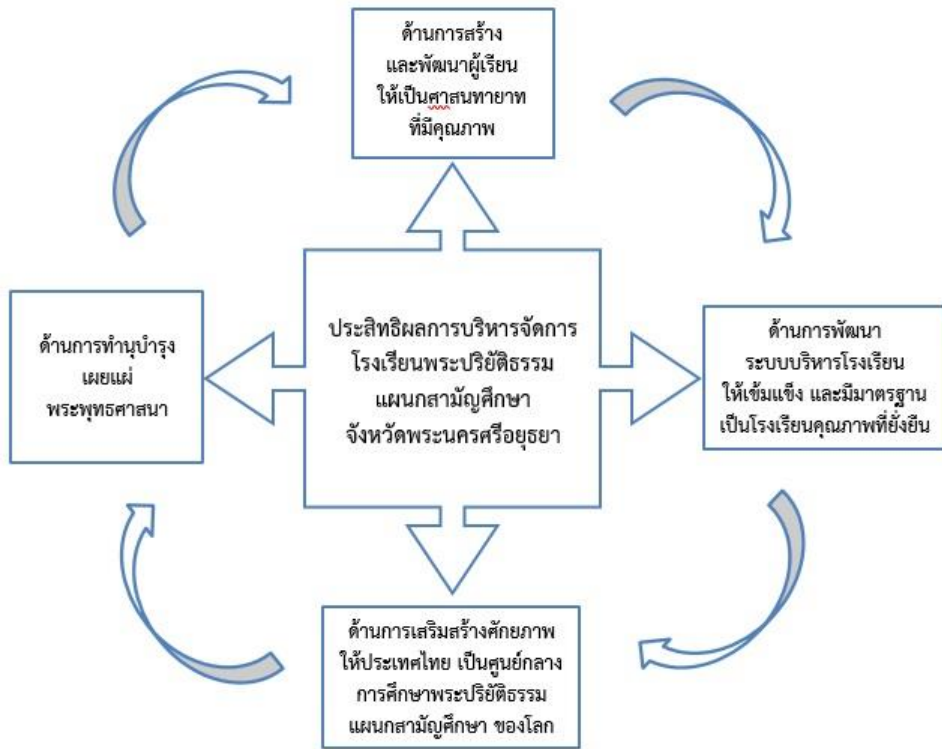 ด้านการสร้าง
และพัฒนาผู้เรียน
ให้เป็นศาสนทายาท
ที่มีคุณภาพ
ด้านการทำนุบำรุง
เผยแผ่
พระพุทธศาสนา
ประสิทธิผลการบริหารจัดการ
โรงเรียนพระปริยัติธรรม
แผนกสามัญศึกษา
จังหวัดพระนครศรีอยุธยา
ด้านการพัฒนา
ระบบบริหารโรงเรียน
ให้เข้มแข็ง และมีมาตรฐาน
เป็นโรงเรียนคุณภาพที่ยั่งยืน
ด้านการเสริมสร้างศักยภาพ
ให้ประเทศไทย เป็นศูนย์กลาง
การศึกษาพระปริยัติธรรม
แผนกสามัญศึกษา ของโลก